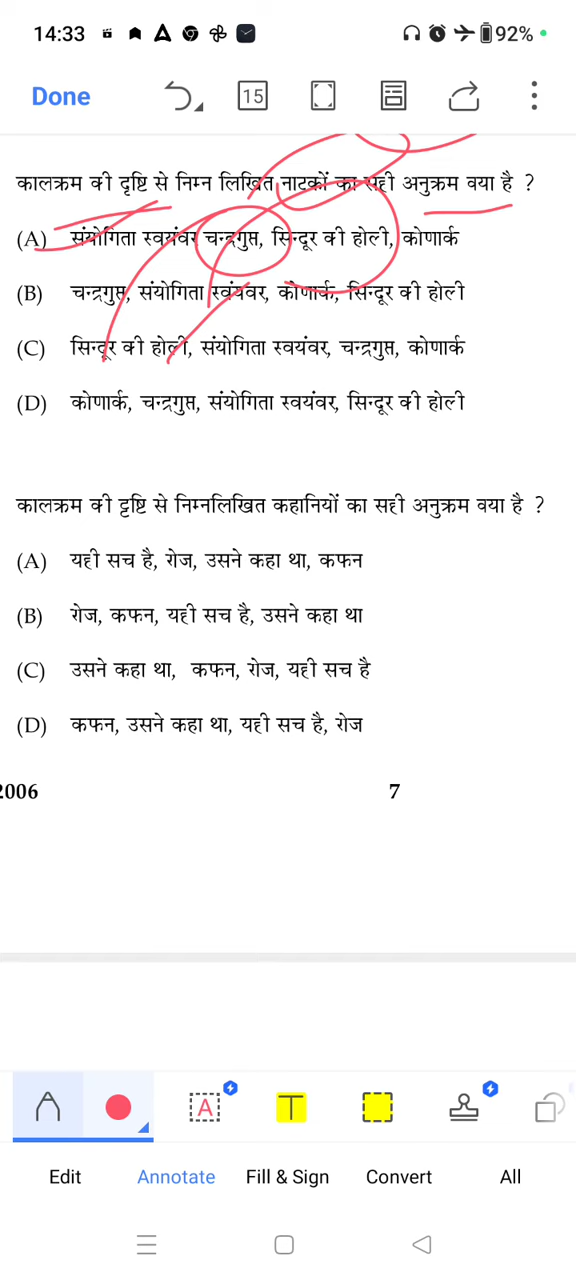 14:33
92%
Done
15
कालक्रम की दृष्टि से निम्न लिखित नाटकों का सही अनुक्रम क्या है ?
(A) संयोगिता स्वयंवर चन्द्रगुप्त, सिन्दूर की होली, कोणार्क
(B) चन्द्रगुप्त, संयोगिता स्वंयवर, कोणार्क, सिन्दूर की होली
(C) सिन्दूर की होली, संयोगिता स्वयंवर, चन्द्रगुप्त, कोणार्क
(D) कोणार्क, चन्द्रगुप्त, संयोगिता स्वयंवर, सिन्दूर की होली
कालक्रम की दृष्टि से निम्नलिखित कहानियों का सही अनुक्रम क्या है ?
(A) यही सच है, रोज, उसने कहा था, कफन
(B) रोज, कफन, यही सच है, उसने कहा था
(C) उसने कहा था, कफन, रोज, यही सच है
(D) कफन, उसने कहा था, यही सच है, रोज
2006 7
A T
Edit Annotate Fill & Sign Convert All